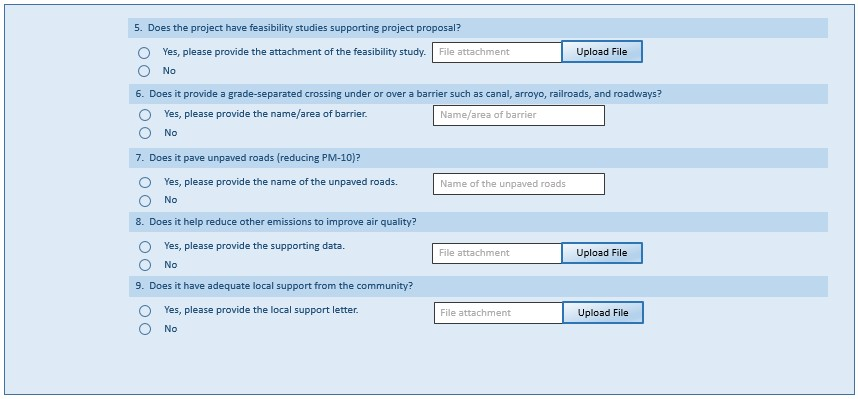 5. Does the project have feasibility studies supporting project proposal?
Yes, please provide the attachment of the feasibility study. File attachment Upload File
No
6. Does it provide a grade-separated crossing under or over a barrier such as canal, arroyo, railroads, and roadways?
Yes, please provide the name/area of barrier. Name/area of barrier
No
7. Does it pave unpaved roads (reducing PM-10)?
Yes, please provide the name of the unpaved roads. Name of the unpaved roads
No
8. Does it help reduce other emissions to improve air quality?
Yes, please provide the supporting data. File attachment Upload File
No
9. Does it have adequate local support from the community?
Yes, please provide the local support letter. File attachment Upload File
No